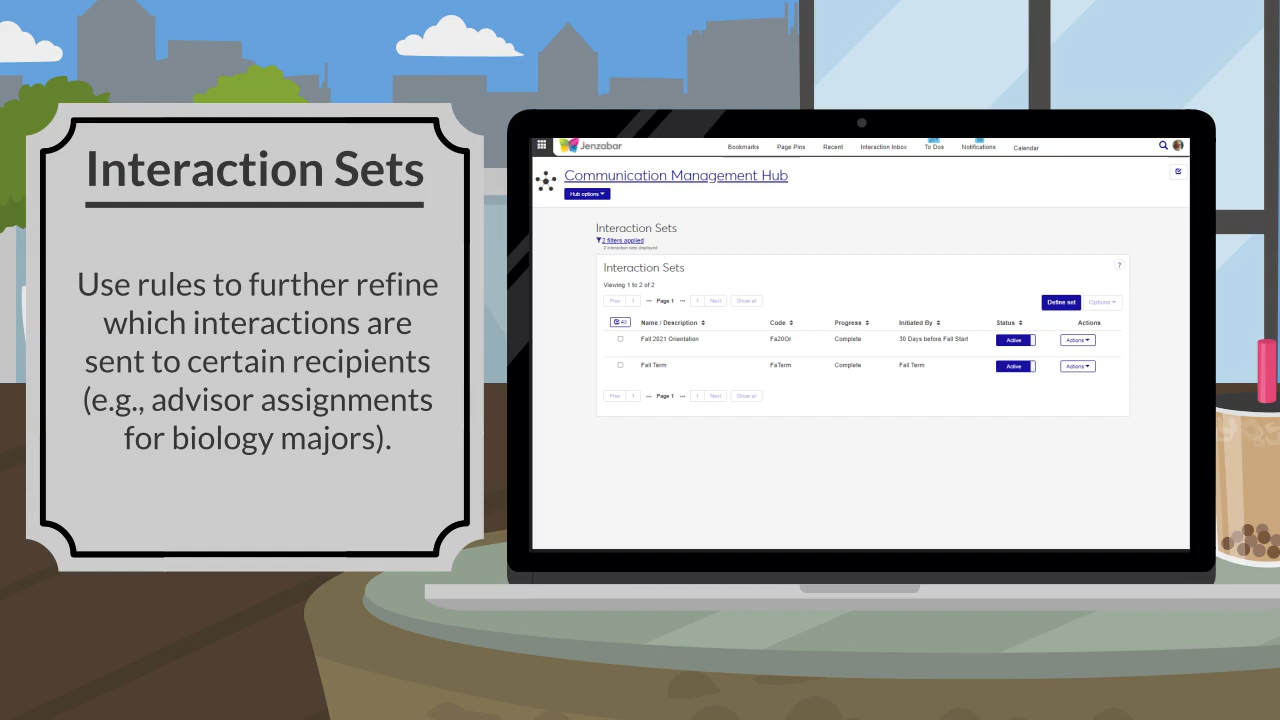 Interaction Sets
Use rules to further refine
which interactions are
sent to certain recipients
(e.g., advisor assignments
for biology majors).
Jenzabar
Bookmarks Page Pins Recent Interaction Inbox To Dos Notifications Calendar
Communication Management Hub
Hub options
Interaction Sets
2 filters applied
2 interaction sets displayed
Interaction Sets
?
Viewing 1 to 2 of 2
Prev 1 ··· Page 1 ··· 1 Next Show all
Define set Options
All Name / Description Code Progress Initiated By Status Actions
Fall 2021 Orientation Fa20Or Complete 30 Days before Fall Start Active Actions
Fall Term FaTerm Complete Fall Term Active Actions
Prev 1 ··· Page 1 ··· 1 Next Show all